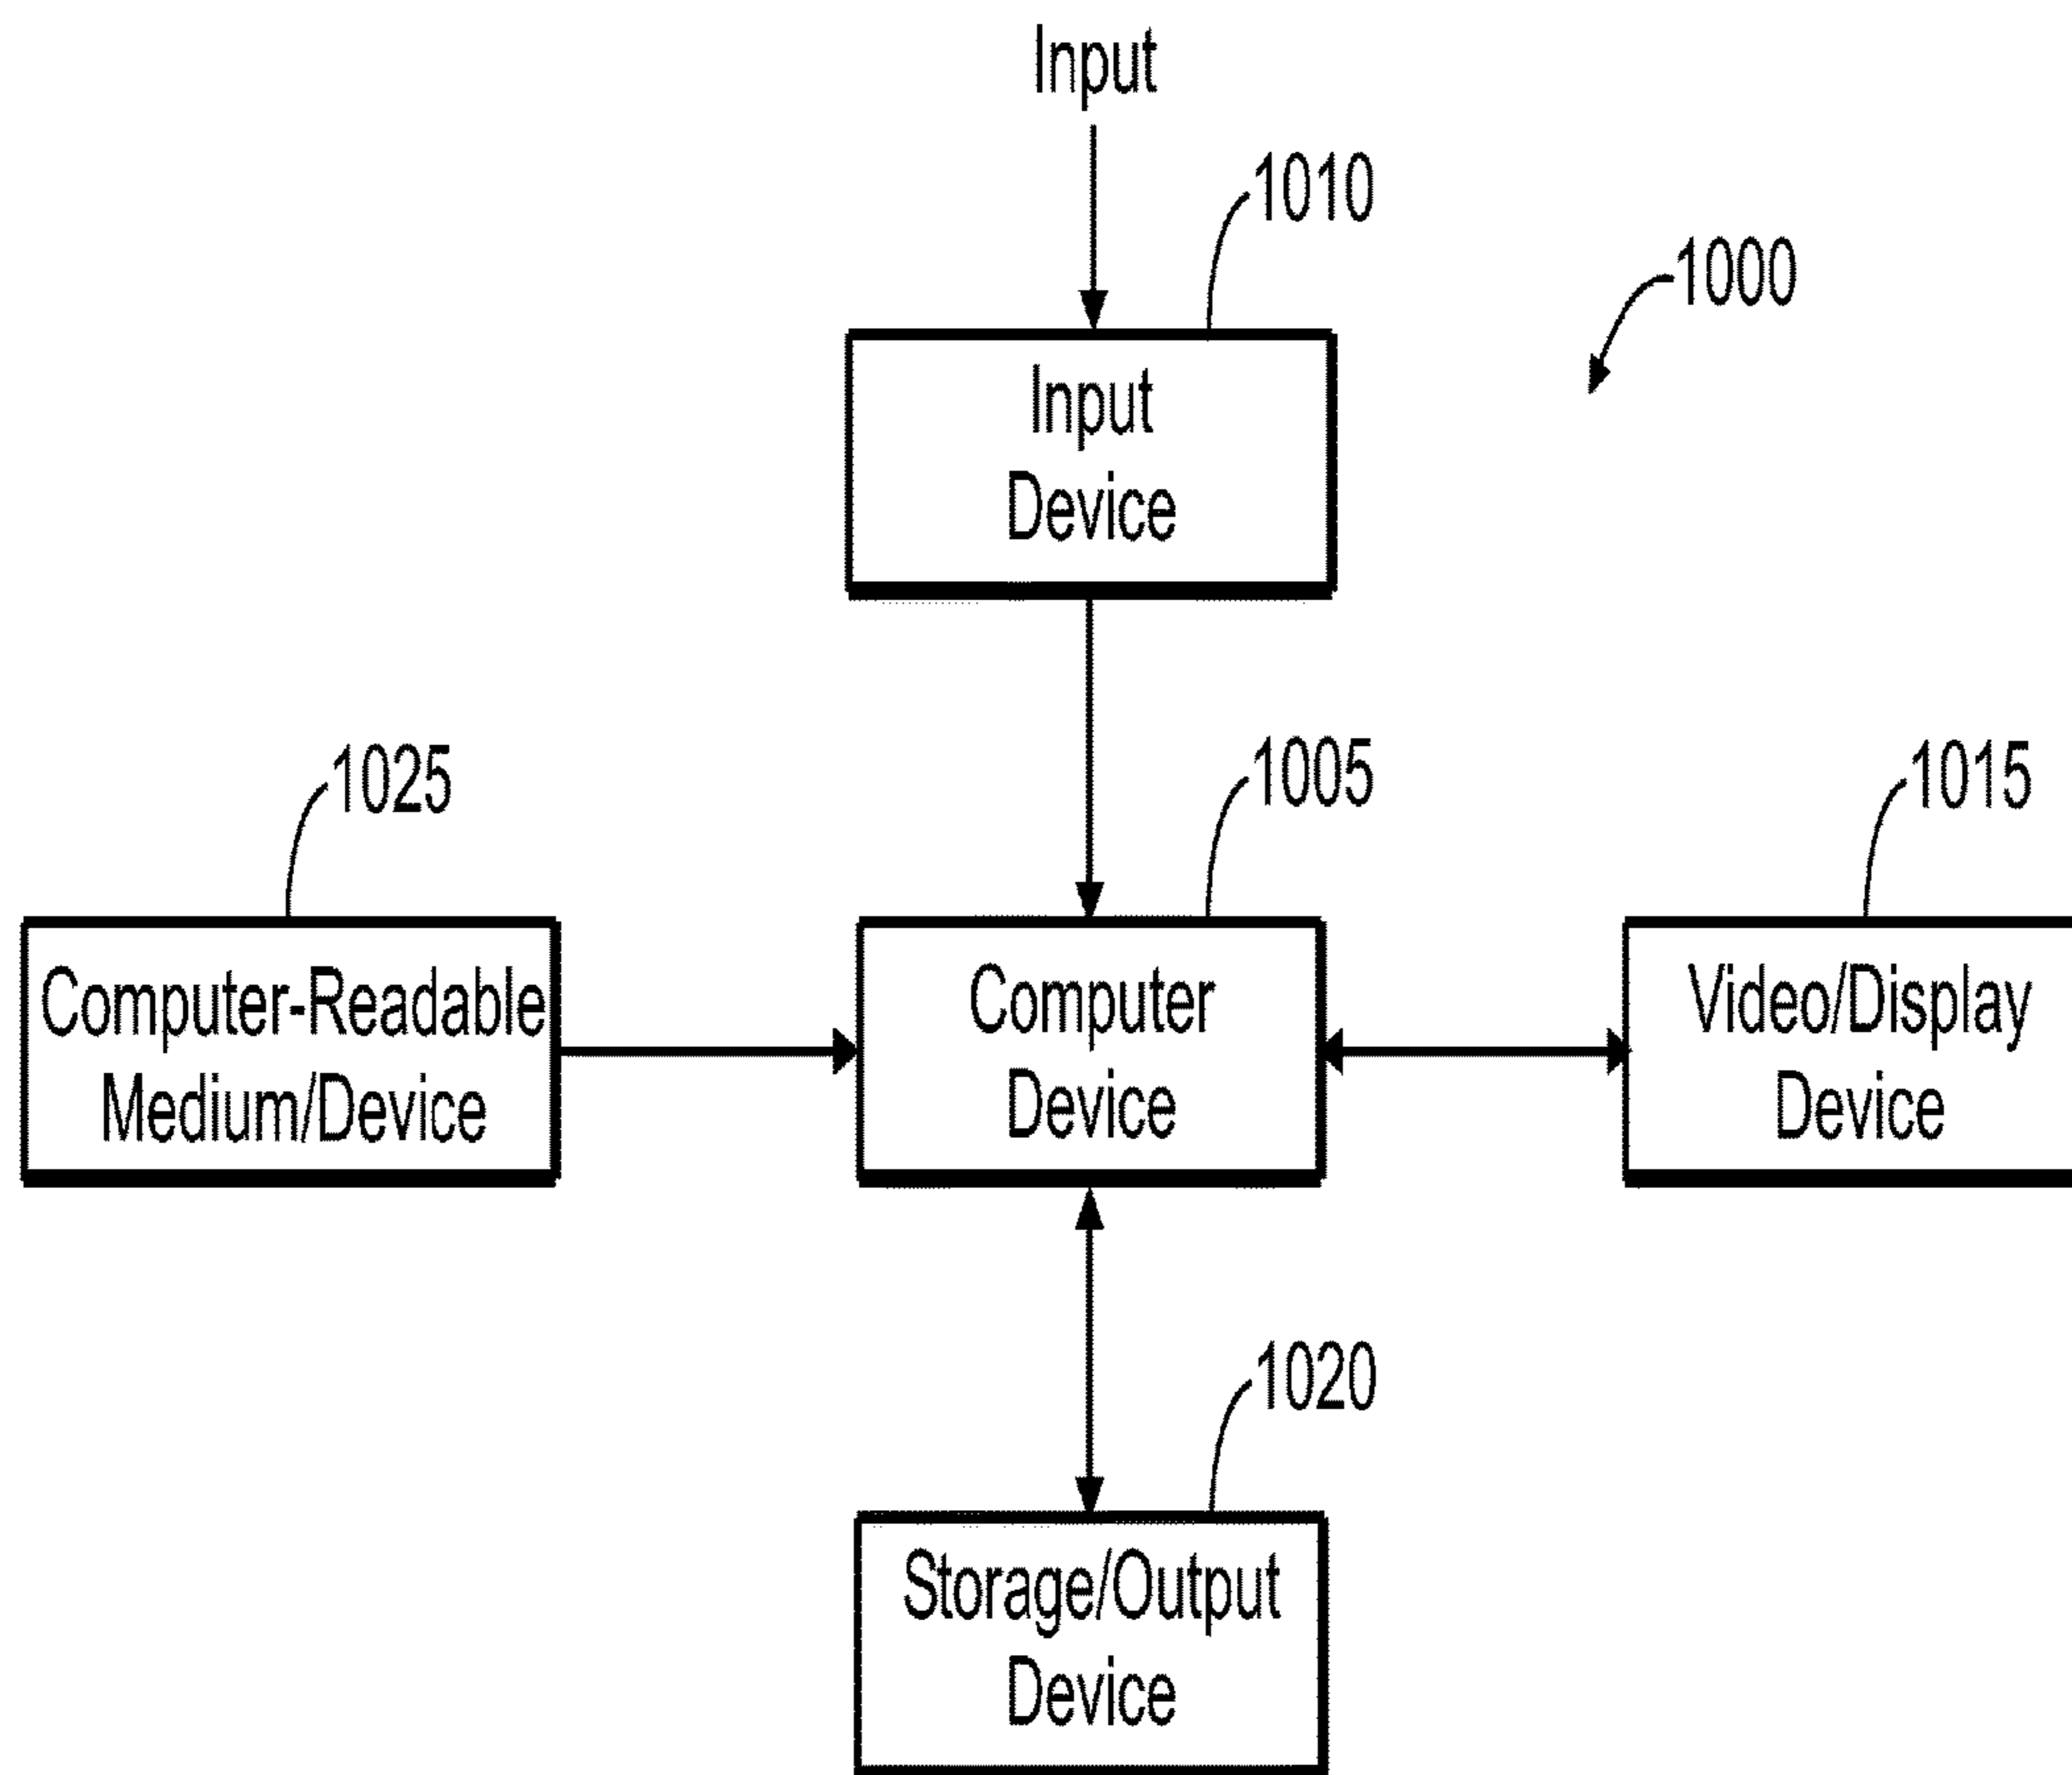 Input
1010
1000
Input
Device
1025
1005
1015
Computer-Readable
Medium/Device
Computer
Device
Video/Display
Device
1020
Storage/Output
Device